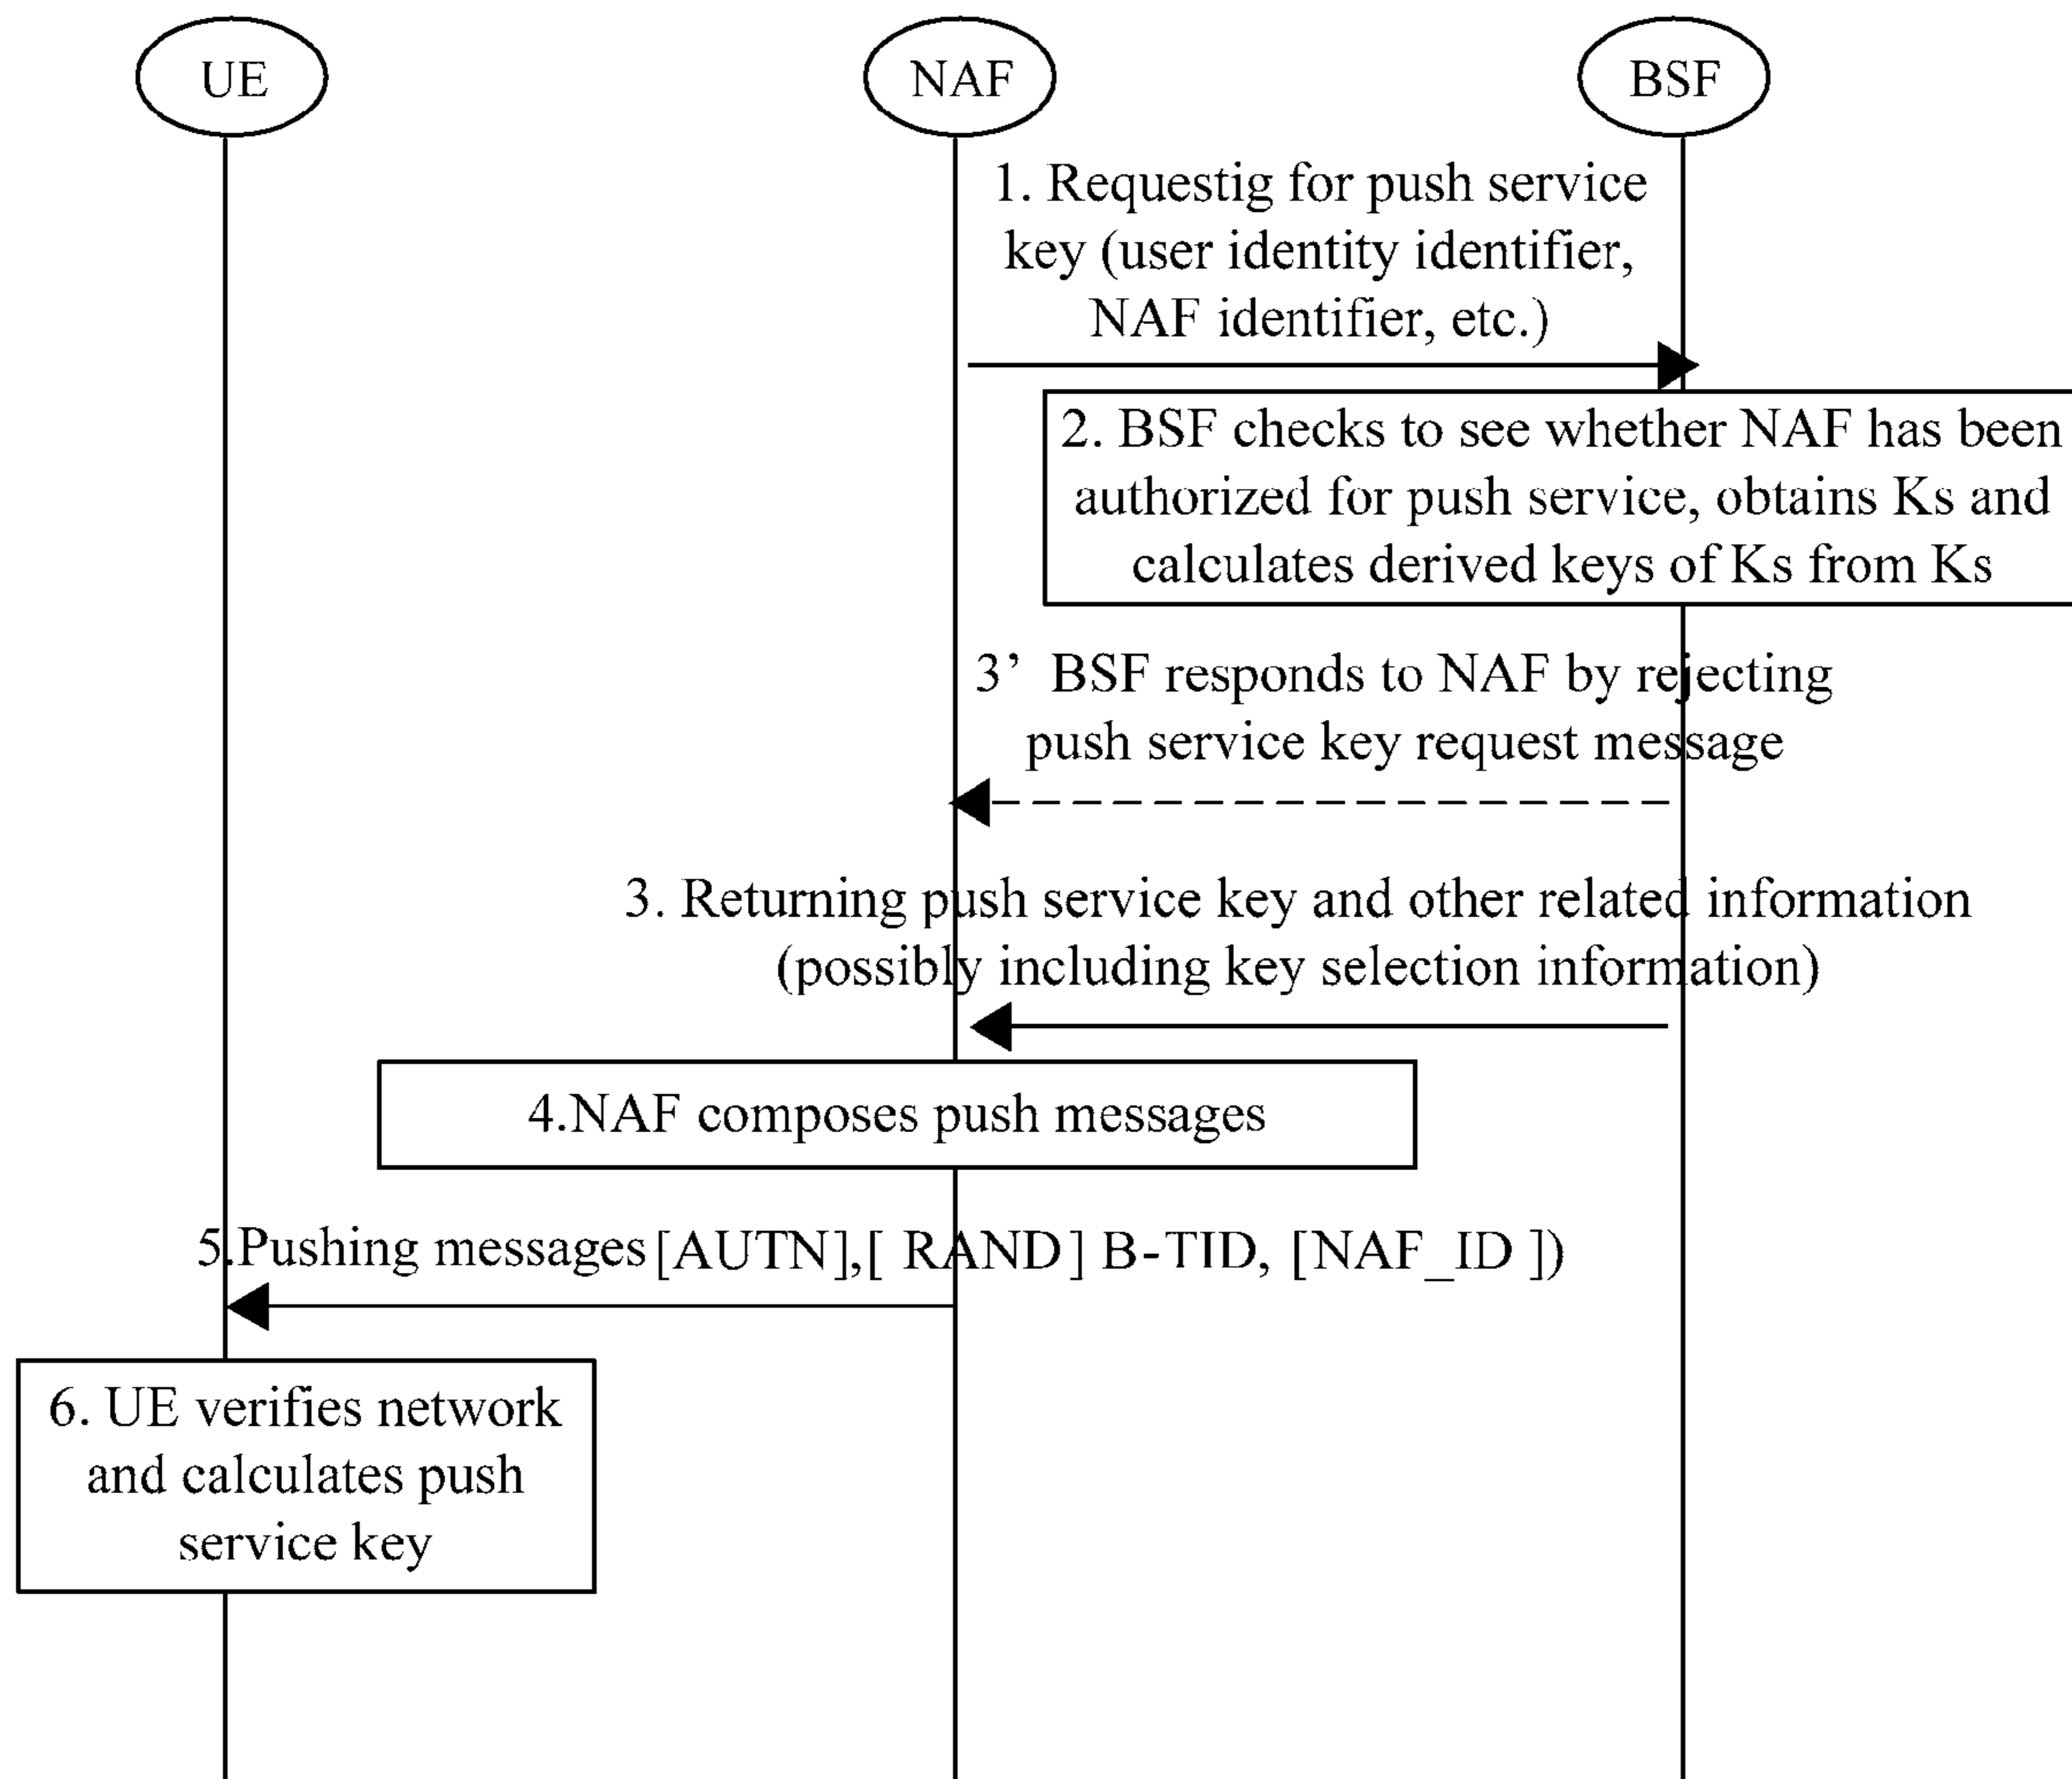 UE
NAF
BSF
1. Requestig for push service
key (user identity identifier,
NAF identifier, etc.)
2. BSF checks to see whether NAF has been
authorized for push service, obtains Ks and
calculates derived keys of Ks from Ks
3’ BSF responds to NAF by rejecting
push service key request message
3. Returning push service key and other related information
(possibly including key selection information)
4.NAF composes push messages
5.Pushing messages [AUTN],[ RAND] B-TID, [NAF_ID ])
6. UE verifies network
and calculates push
service key